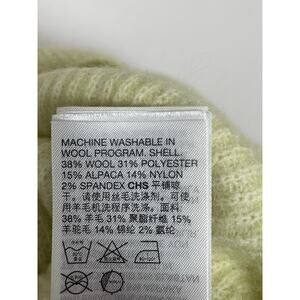 MACHINE WASHABLE IN
WOOL PROGRAM. SHELL.
38% WOOL 31% POLYESTER
15% ALPACA 14% NYLON
2% SPANDEX CHS 平铺晾
干。请使用丝毛洗涤剂。可使
用羊毛机洗程序洗涤。面料
38% 羊毛 31% 聚酯纤维 15%
羊驼毛 14% 锦纶 2% 氨纶